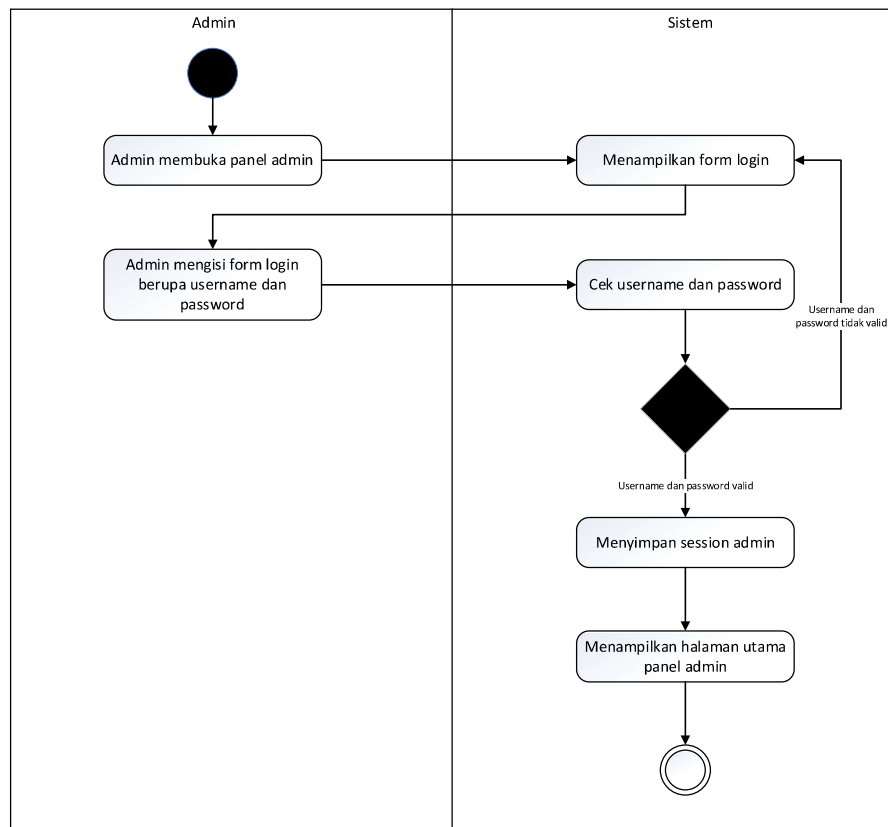 Admin
Sistem
Admin membuka panel admin
Menampilkan form login
Admin mengisi form login
berupa username dan
password
Cek username dan password
Username dan
password tidak valid
Username dan password valid
Menyimpan session admin
Menampilkan halaman utama
panel admin